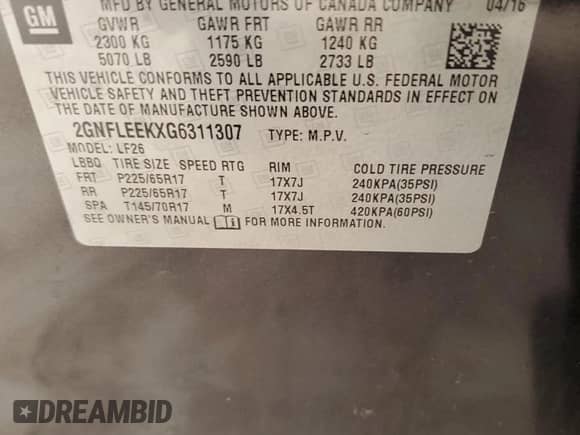 MFD BY GENERAL MOTORS OF CANADA COMPANY 04/16
GM
GVWR GAWR FRT GAWR RR
2300 KG 1175 KG 1240 KG
5070 LB 2590 LB 2733 LB
THIS VEHICLE CONFORMS TO ALL APPLICABLE U.S. FEDERAL MOTOR
VEHICLE SAFETY AND THEFT PREVENTION STANDARDS IN EFFECT ON
THE DATE OF MANUFACTURE SHOWN ABOVE.
2GNFLEEKXG6311307 TYPE: M.P.V.
MODEL: LF26
LBBQ TIRE SIZE SPEED RTG RIM COLD TIRE PRESSURE
FRT P225/65R17 T 17X7J 240KPA(35PSI)
RR P225/65R17 T 17X7J 240KPA(35PSI)
SPA T145/70R17 M 17X4.5T 420KPA(60PSI)
SEE OWNER'S MANUAL FOR MORE INFORMATION.
DREAMBID